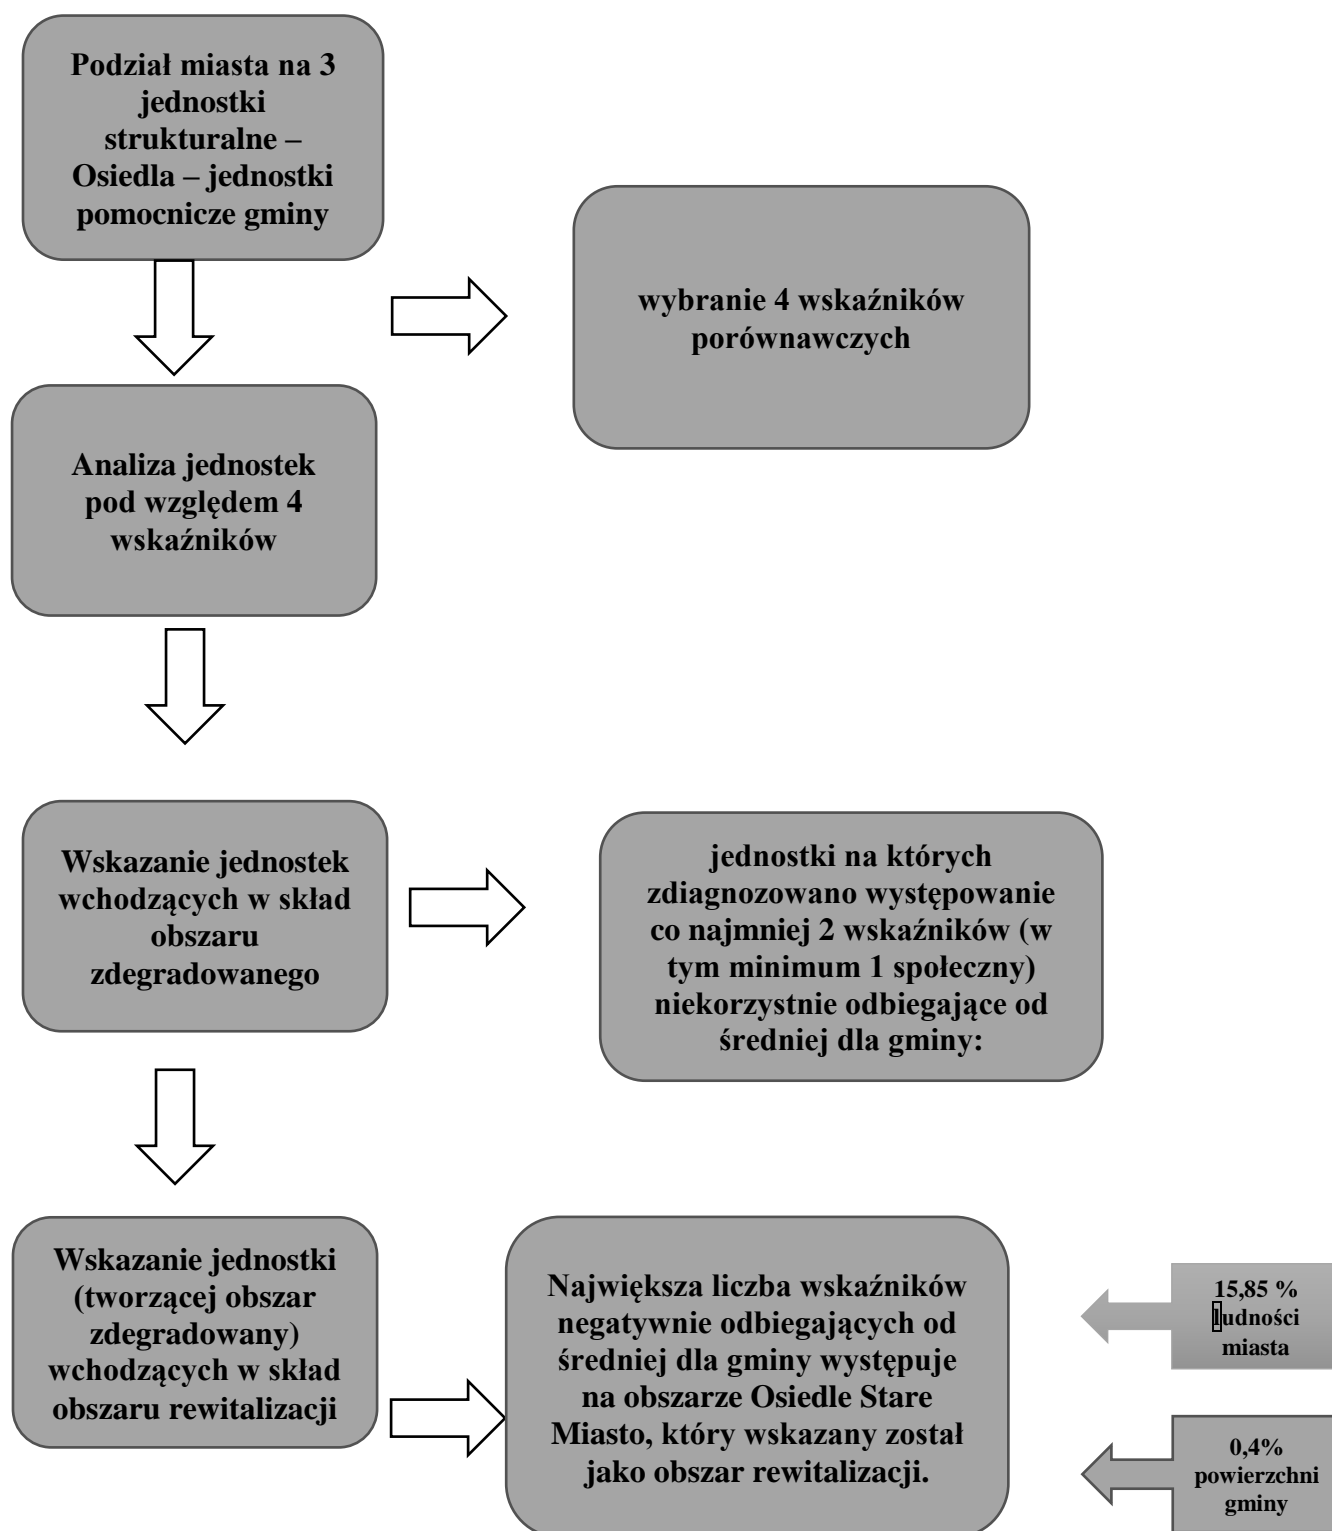 Podział miasta na 3
jednostki
strukturalne –
Osiedla – jednostki
pomocnicze gminy
wybranie 4 wskaźników
porównawczych
Analiza jednostek
pod względem 4
wskaźników
Wskazanie jednostek
wchodzących w skład
obszaru
zdegradowanego
jednostki na których
zdiagnozowano występowanie
co najmniej 2 wskaźników (w
tym minimum 1 społeczny)
niekorzystnie odbiegające od
średniej dla gminy:
Wskazanie jednostki
(tworzącej obszar
zdegradowany)
wchodzących w skład
obszaru rewitalizacji
Największa liczba wskaźników
negatywnie odbiegających od
średniej dla gminy występuje
na obszarze Osiedle Stare
Miasto, który wskazany został
jako obszar rewitalizacji.
15,85 %
ludności
miasta
0,4%
powierzchni
gminy